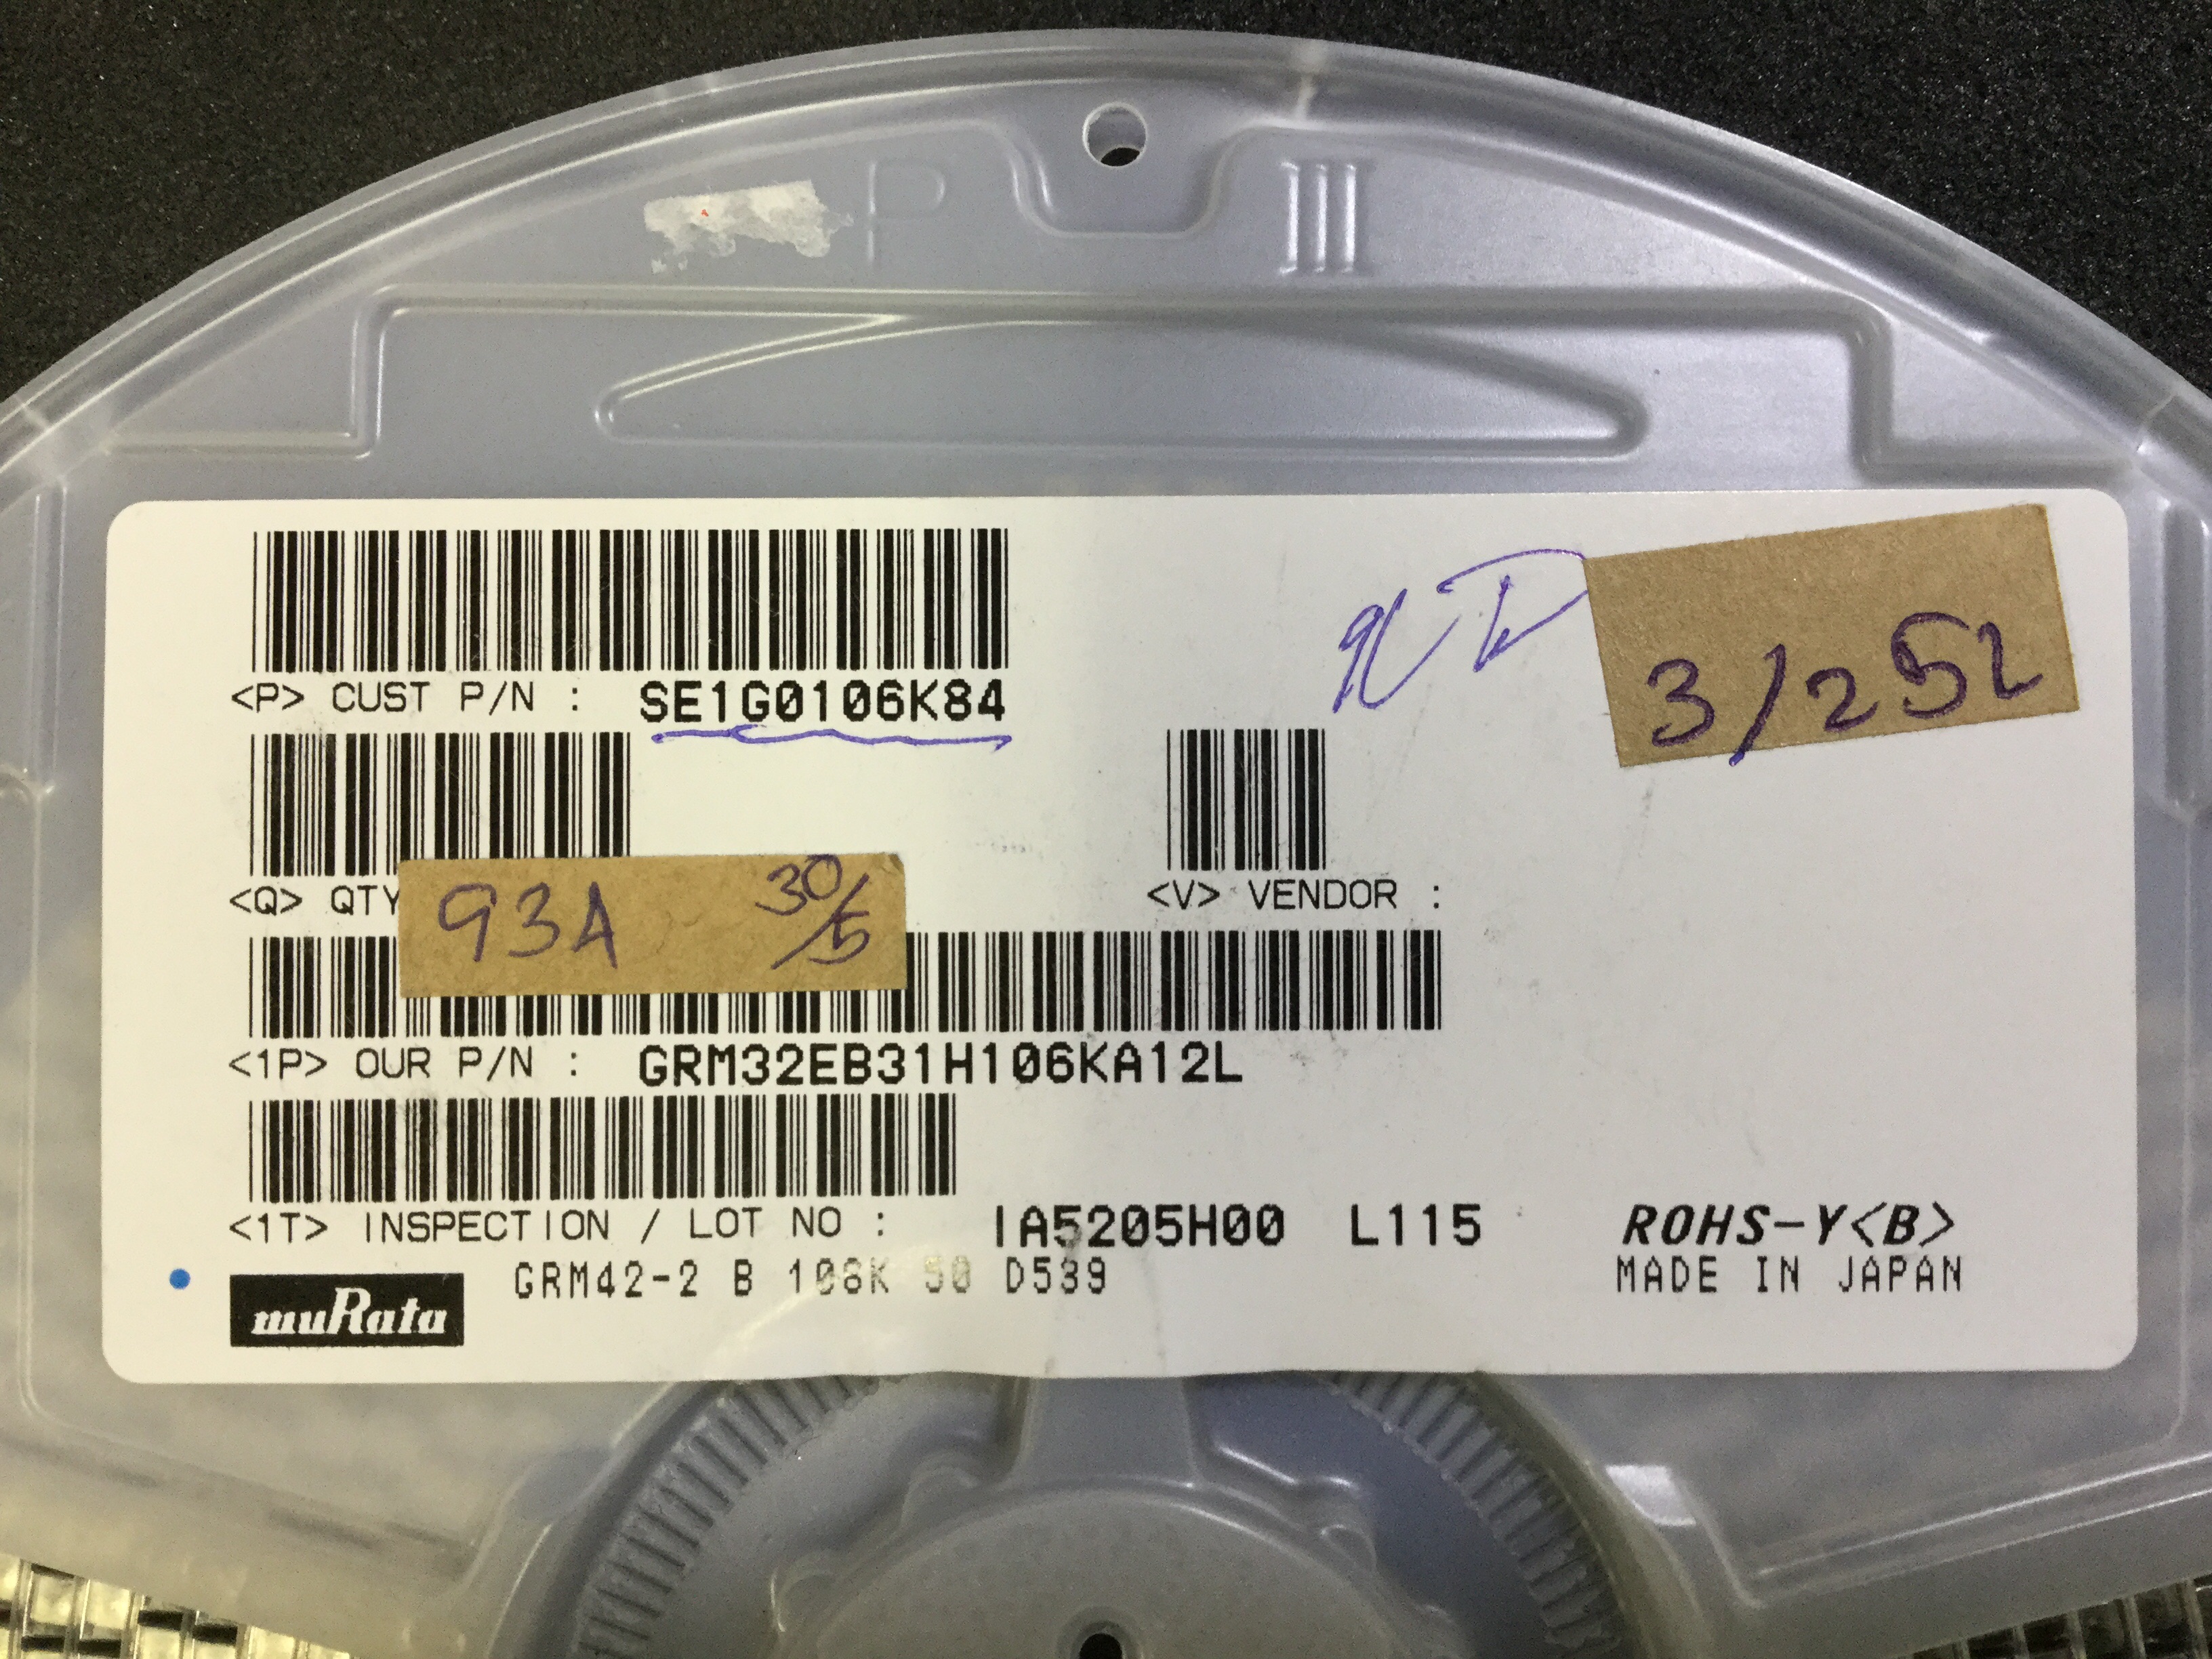 P III
<P> CUST P/N : SE1G0106K84
3/252
<Q> QTY
93A 30/5
<V> VENDOR :
<1P> OUR P/N : GRM32EB31H106KA12L
<1T> INSPECTION / LOT NO : IA5205H00 L115 ROHS-Y<B>
GRM42-2 B 106K 50 D539 MADE IN JAPAN
muRata